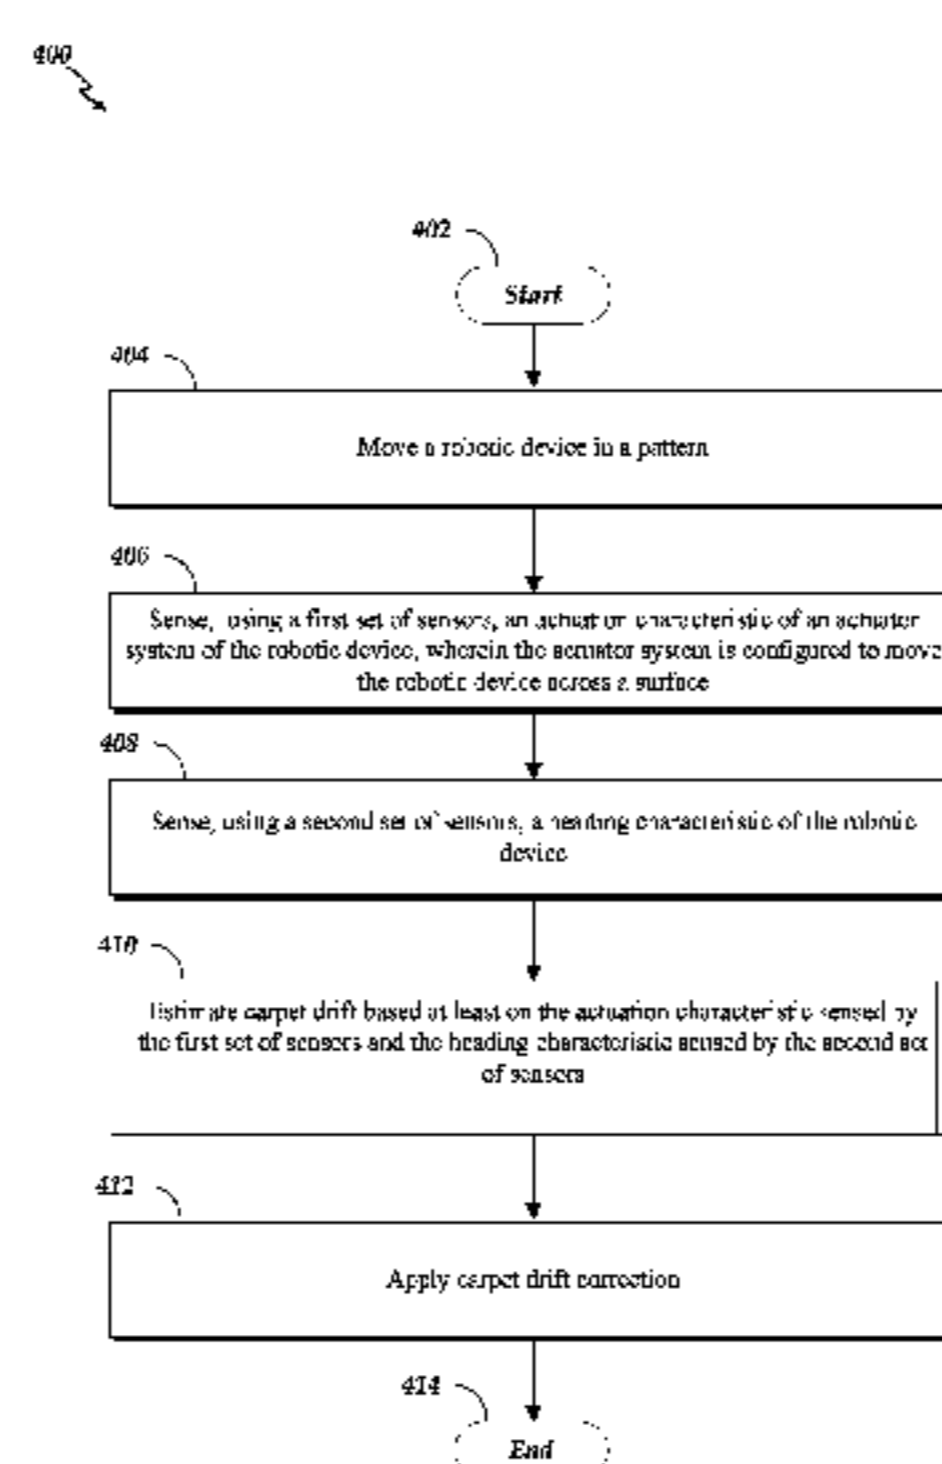 400
402
Start
404
Move a robotic device in a pattern
406
Sense, using a first set of sensors, an actuation characteristic of an actuator
system of the robotic device, wherein the actuator system is configured to move
the robotic device across a surface
408
Sense, using a second set of sensors, a heading characteristic of the robotic
device
410
Estimate carpet drift based at least on the actuation characteristic sensed by
the first set of sensors and the heading characteristic sensed by the second set
of sensors
412
Apply carpet drift correction
414
End